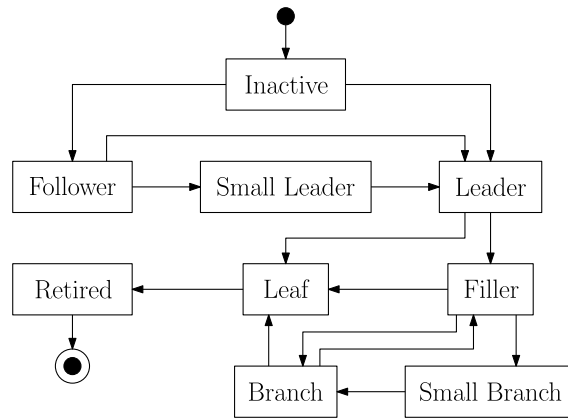 Inactive
Follower
Small Leader
Leader
Retired
Leaf
Filler
Branch
Small Branch